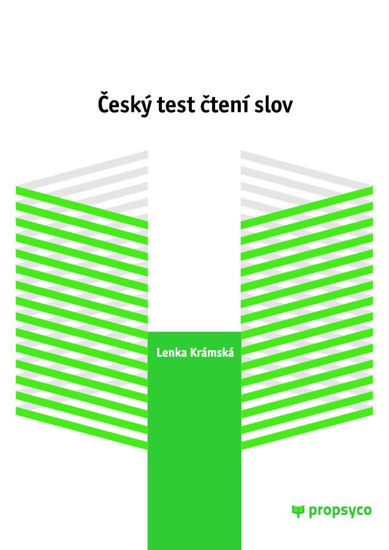 Český test čtení slov
Lenka Krámská
propsyco